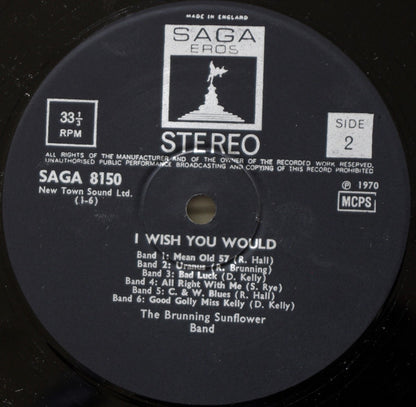 MADE IN ENGLAND
SAGA
EROS
STEREO
33⅓
RPM
SIDE
2
ALL RIGHTS OF THE MANUFACTURER AND OF THE OWNER OF THE RECORDED WORK RESERVED.
UNAUTHORISED PUBLIC PERFORMANCE BROADCASTING AND COPYING OF THIS RECORD PROHIBITED
SAGA 8150
New Town Sound Ltd.
(1-6)
℗ 1970
MCPS
I WISH YOU WOULD
Band 1: Mean Old 57 (R. Hall)
Band 2: Uranus (R. Brunning)
Band 3: Bad Luck (D. Kelly)
Band 4: All Right With Me (S. Rye)
Band 5: C. & W. Blues (R. Hall)
Band 6: Good Golly Miss Kelly (D. Kelly)
The Brunning Sunflower
Band